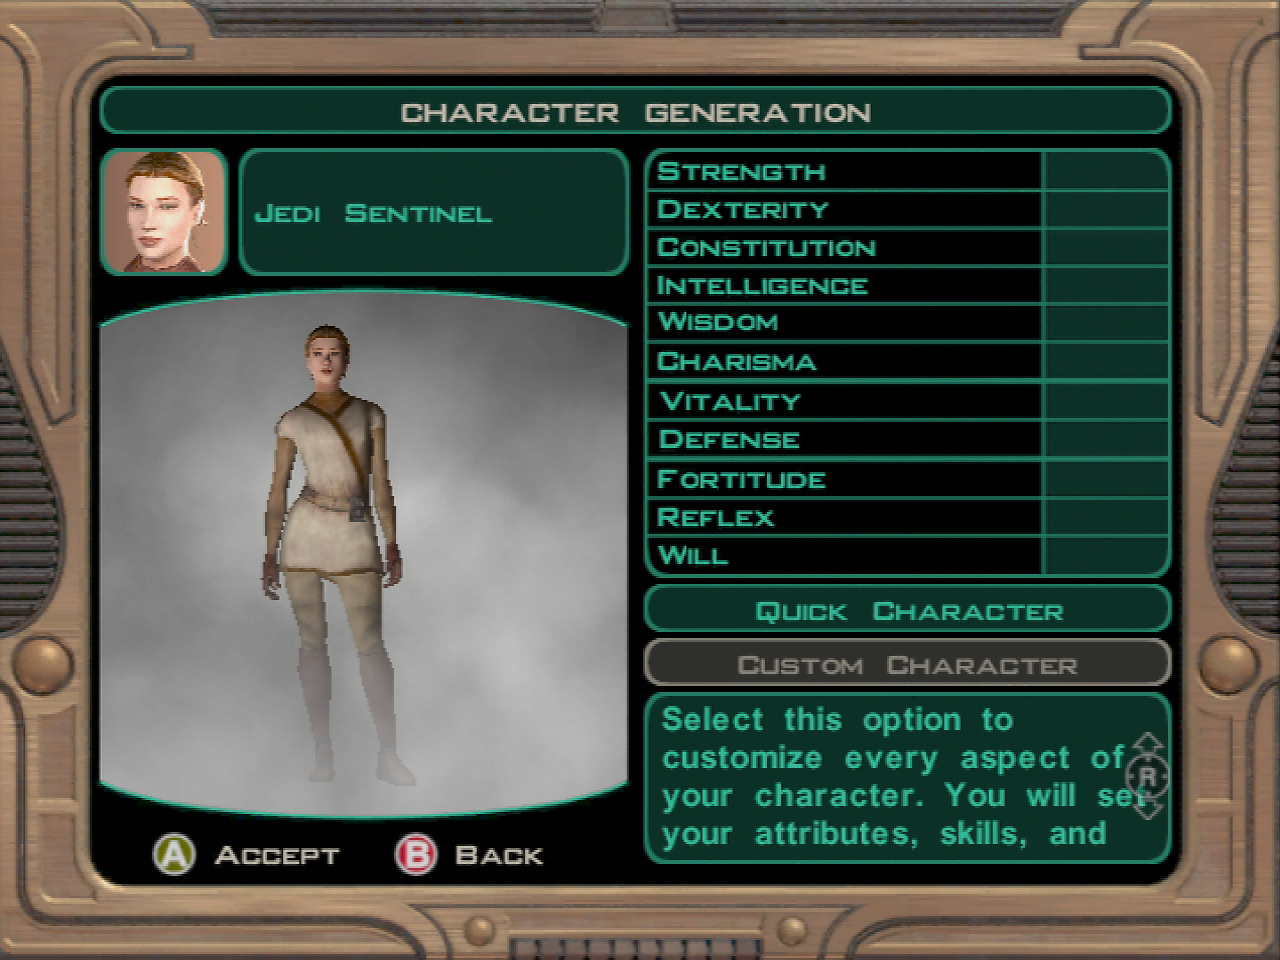 CHARACTER GENERATION
JEDI SENTINEL
STRENGTH
DEXTERITY
CONSTITUTION
INTELLIGENCE
WISDOM
CHARISMA
VITALITY
DEFENSE
FORTITUDE
REFLEX
WILL
QUICK CHARACTER
CUSTOM CHARACTER
Select this option to
customize every aspect of
your character. You will set
your attributes, skills, and
R
A ACCEPT B BACK